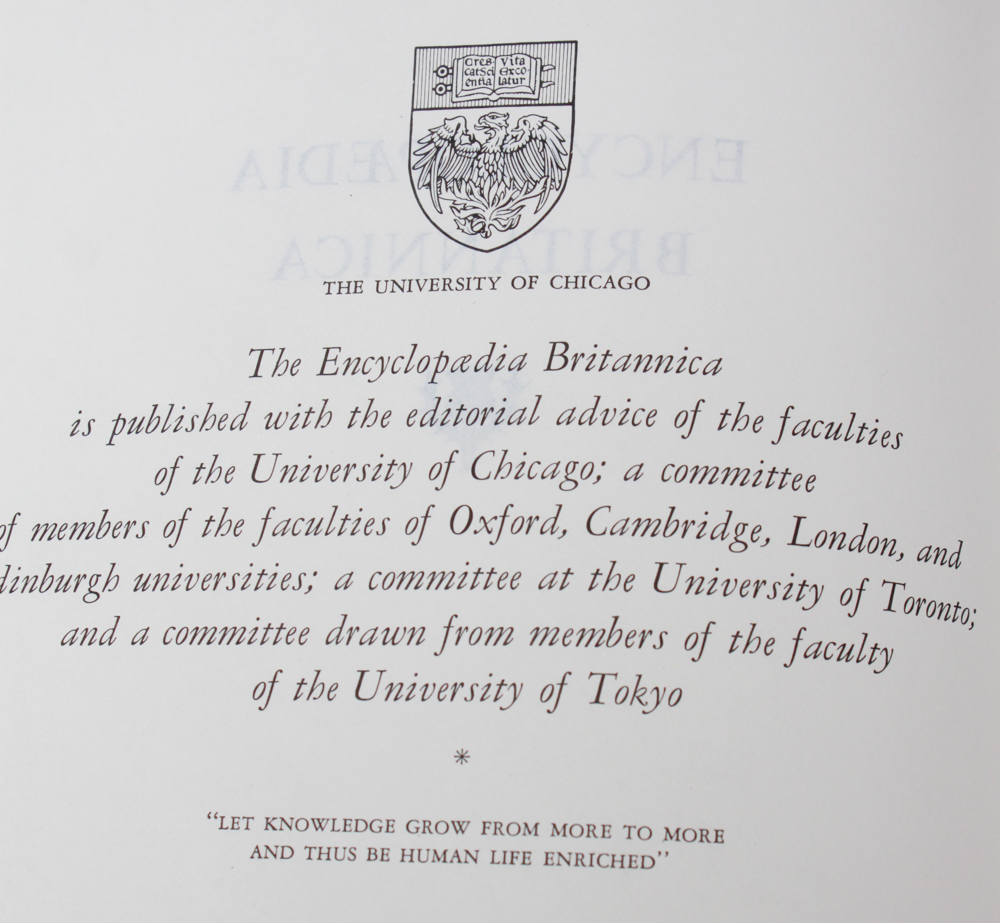 Cres- Vita
cat Sci Exco
entia latur
THE UNIVERSITY OF CHICAGO
The Encyclopædia Britannica
is published with the editorial advice of the faculties
of the University of Chicago; a committee
of members of the faculties of Oxford, Cambridge, London, and
dinburgh universities; a committee at the University of Toronto;
and a committee drawn from members of the faculty
of the University of Tokyo
*
“LET KNOWLEDGE GROW FROM MORE TO MORE
AND THUS BE HUMAN LIFE ENRICHED”